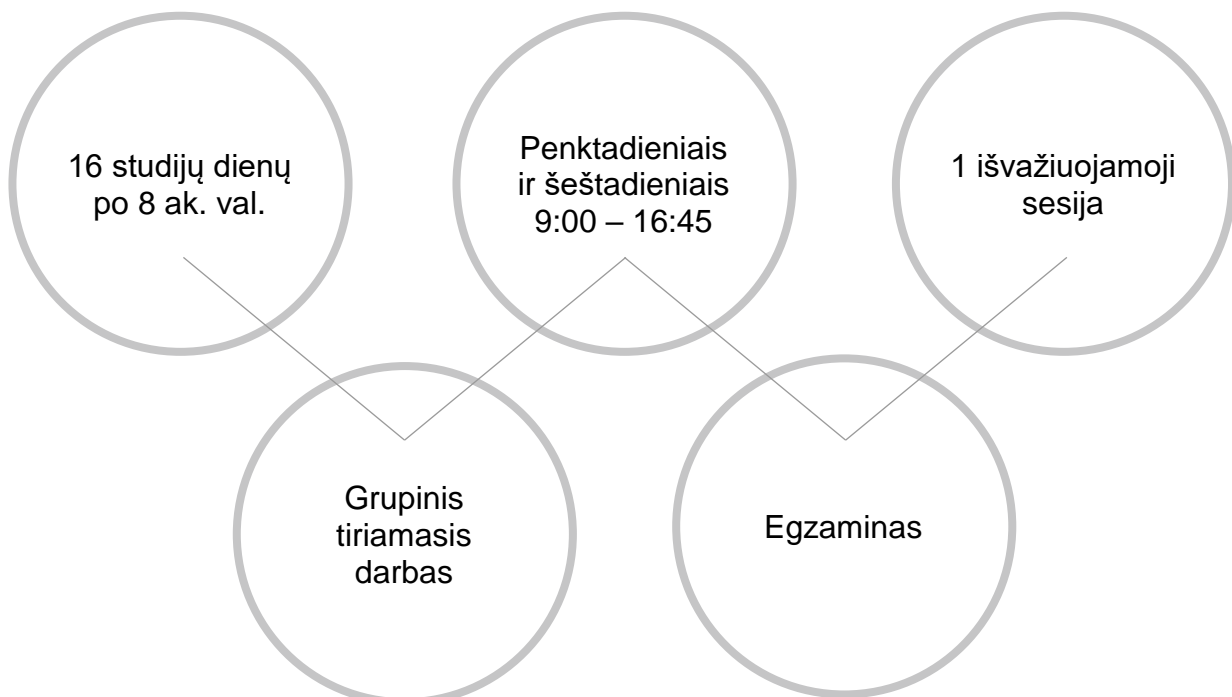 16 studijų dienų
po 8 ak. val.
Penktadieniais
ir šeštadieniais
9:00 – 16:45
1 išvažiuojamoji
sesija
Grupinis
tiriamasis
darbas
Egzaminas